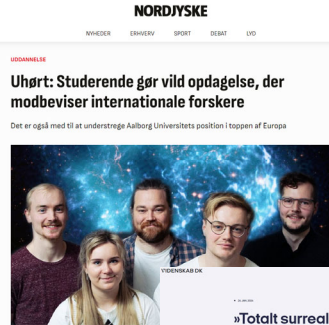 NORDJYSKE
NYHEDER ERHVERV SPORT DEBAT LYD
UDDANNELSE
Uhørt: Studerende gør vild opdagelse, der
modbeviser internationale forskere
Det er også med til at understrege Aalborg Universitets position i toppen af Europa
VIDENSKAB DK
»Totalt surreal